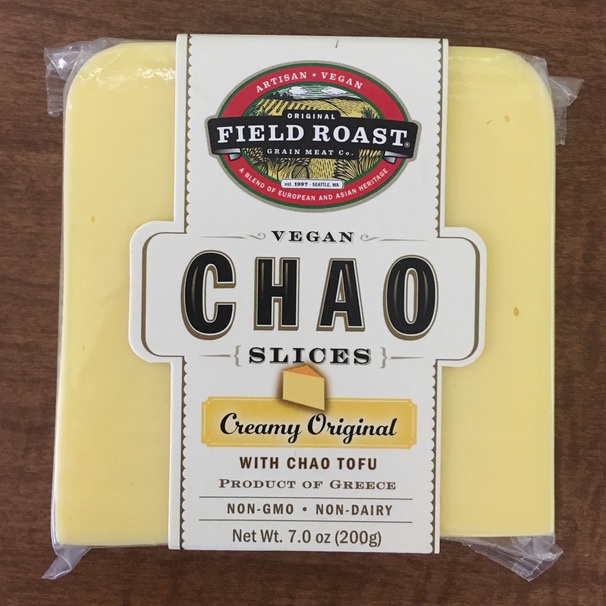 ARTISAN • VEGAN
ORIGINAL
FIELD ROAST®
GRAIN MEAT Co.
est. 1997 · SEATTLE, WA
A BLEND OF EUROPEAN AND ASIAN HERITAGE
VEGAN
CHAO
{SLICES}
Creamy Original
WITH CHAO TOFU
PRODUCT OF GREECE
NON-GMO • NON-DAIRY
Net Wt. 7.0 oz (200g)